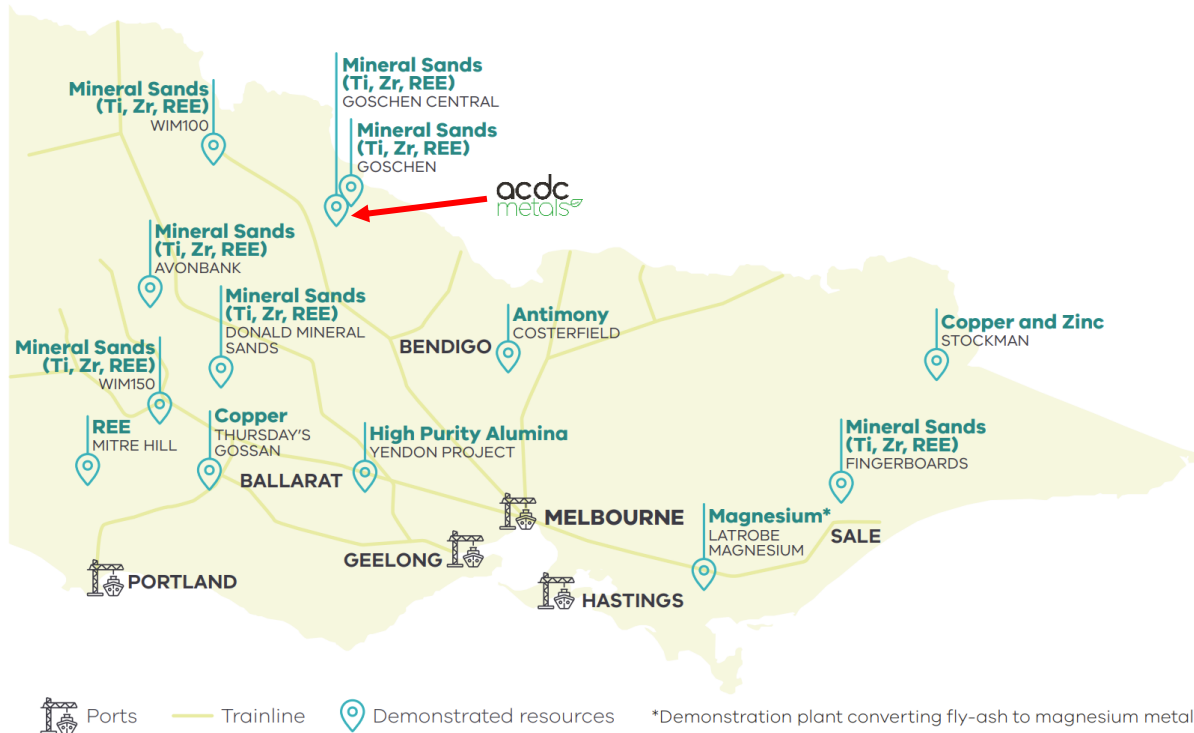 Mineral Sands
(Ti, Zr, REE)
GOSCHEN CENTRAL
Mineral Sands
(Ti, Zr, REE)
WIM100
Mineral Sands
(Ti, Zr, REE)
GOSCHEN
acdc
metals
Mineral Sands
(Ti, Zr, REE)
AVONBANK
Mineral Sands
(Ti, Zr, REE)
DONALD MINERAL
SANDS
Antimony
COSTERFIELD
BENDIGO
Copper and Zinc
STOCKMAN
Mineral Sands
(Ti, Zr, REE)
WIM150
REE
MITRE HILL
Copper
THURSDAY'S
GOSSAN
High Purity Alumina
YENDON PROJECT
Mineral Sands
(Ti, Zr, REE)
FINGERBOARDS
BALLARAT
MELBOURNE
Magnesium*
LATROBE
MAGNESIUM
SALE
GEELONG
PORTLAND
HASTINGS
Ports
Trainline
Demonstrated resources
*Demonstration plant converting fly-ash to magnesium metal